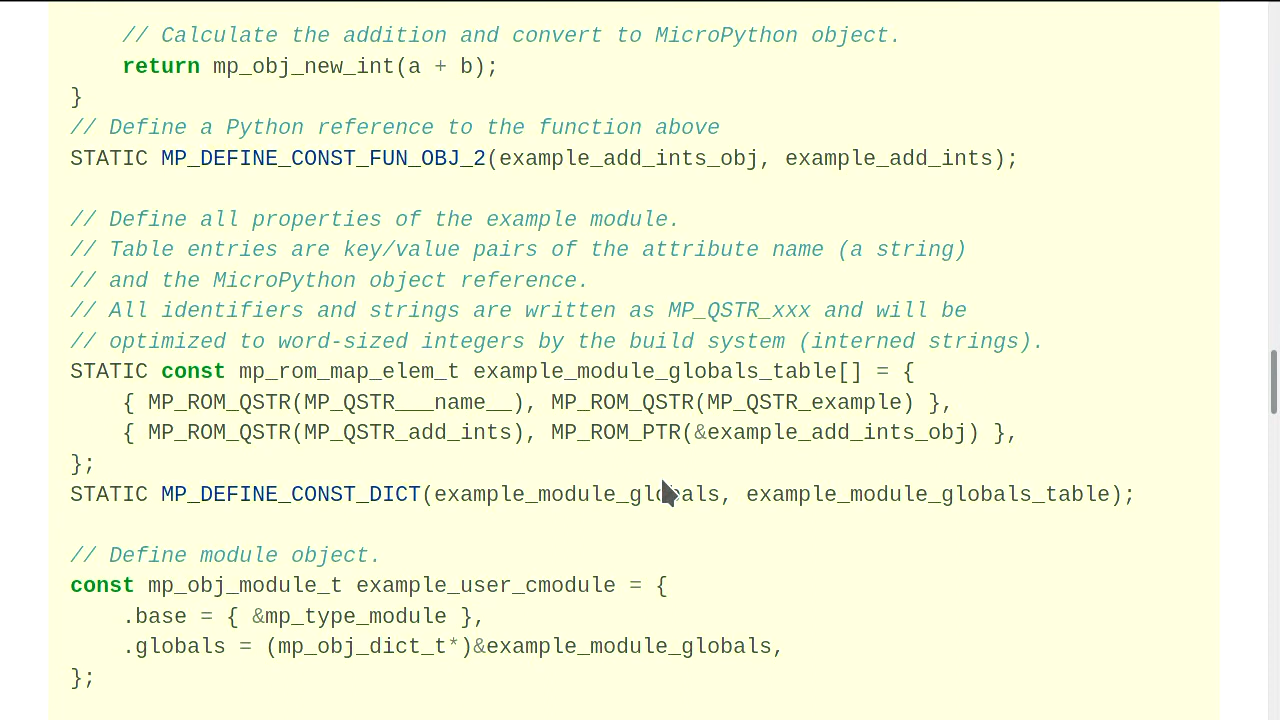 // Calculate the addition and convert to MicroPython object.
return mp_obj_new_int(a + b);
}
// Define a Python reference to the function above
STATIC MP_DEFINE_CONST_FUN_OBJ_2(example_add_ints_obj, example_add_ints);
// Define all properties of the example module.
// Table entries are key/value pairs of the attribute name (a string)
// and the MicroPython object reference.
// All identifiers and strings are written as MP_QSTR_xxx and will be
// optimized to word-sized integers by the build system (interned strings).
STATIC const mp_rom_map_elem_t example_module_globals_table[] = {
{ MP_ROM_QSTR(MP_QSTR___name__), MP_ROM_QSTR(MP_QSTR_example) },
{ MP_ROM_QSTR(MP_QSTR_add_ints), MP_ROM_PTR(&example_add_ints_obj) },
};
STATIC MP_DEFINE_CONST_DICT(example_module_globals, example_module_globals_table);
// Define module object.
const mp_obj_module_t example_user_cmodule = {
.base = { &mp_type_module },
.globals = (mp_obj_dict_t*)&example_module_globals,
};